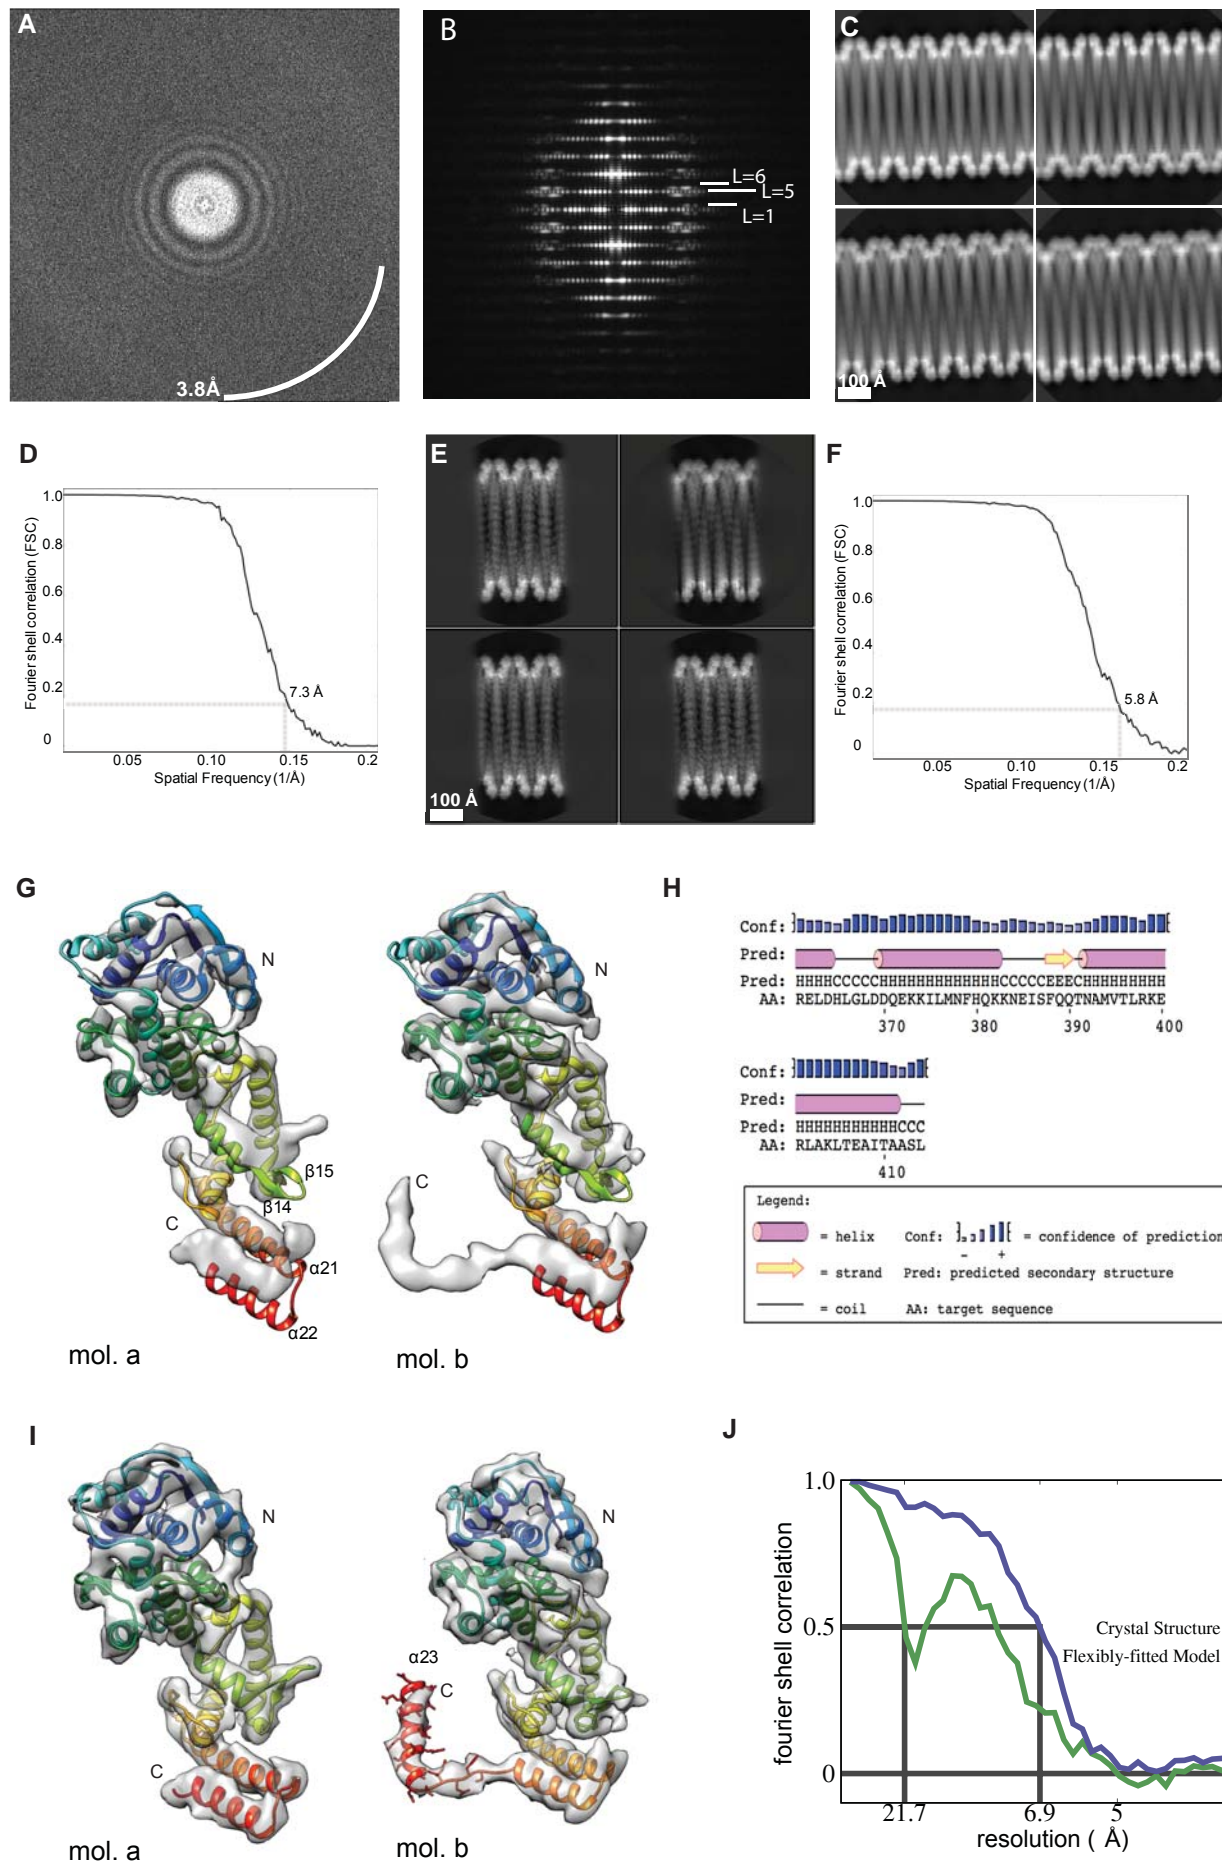 A
3.8Å
B
L=6
L=5
L=1
C
100 Å
D
Fourier shell correlation (FSC)
1.0
0.8
0.6
0.4
0.2
0
7.3 Å
0.05
0.10
0.15
0.2
Spatial Frequency (1/Å)
E
100 Å
F
Fourier shell correlation (FSC)
1.0
0.8
0.6
0.4
0.2
0
5.8 Å
0.05
0.10
0.15
0.2
Spatial Frequency (1/Å)
G
N
β15
β14
C
α21
α22
mol. a
N
C
mol. b
H
Conf:
Pred:
Pred: HHHHCCCCCHHHHHHHHHHHHHCCCCCEEECHHHHHHHHH
AA: RELDHLGLDDQEKKILMNFHQKKNEISFQQTNAMVTLRKE
370 380 390 400
Conf:
Pred:
Pred: HHHHHHHHHHHCCC
AA: RLAKLTEAITAASL
410
Legend:
= helix Conf: - + = confidence of prediction
= strand Pred: predicted secondary structure
= coil AA: target sequence
I
N
C
mol. a
N
α23
C
mol. b
J
fourier shell correlation
1.0
0.5
0
Crystal Structure
Flexibly-fitted Model
21.7
6.9
5
resolution ( Å)